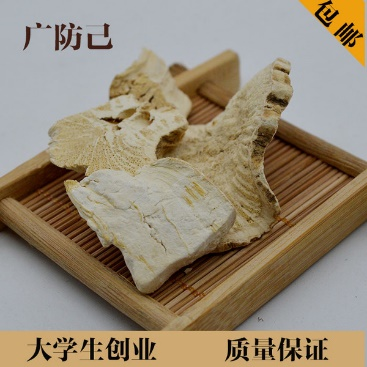 包邮
广防己
大学生创业 质量保证